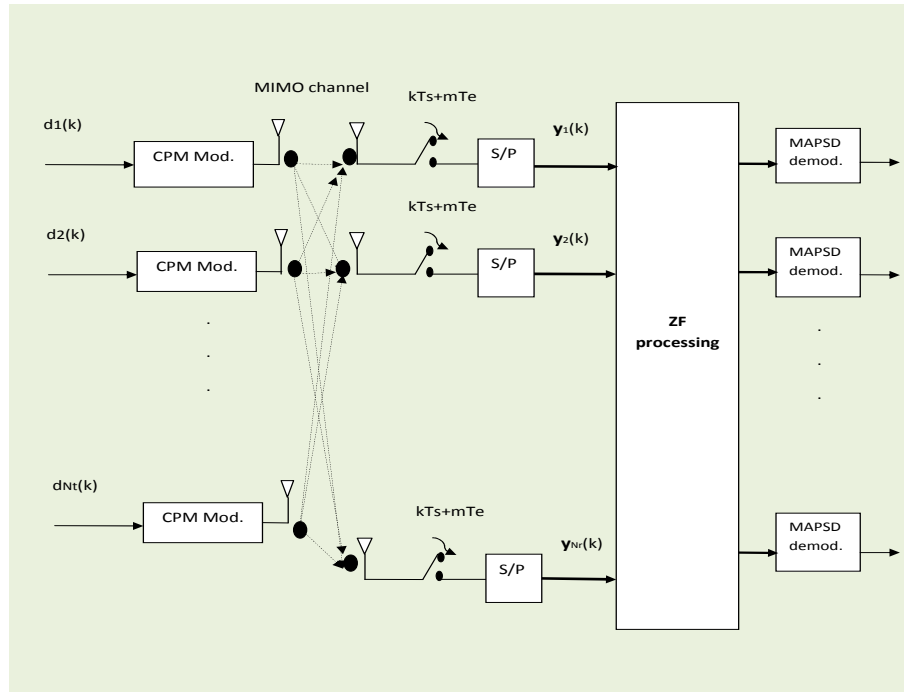 MIMO channel
kTs+mTe
d1(k)
CPM Mod.
S/P
y1(k)
MAPSD
demod.
d2(k)
CPM Mod.
kTs+mTe
S/P
y2(k)
MAPSD
demod.
ZF
processing
dNt(k)
CPM Mod.
kTs+mTe
S/P
yNr(k)
MAPSD
demod.